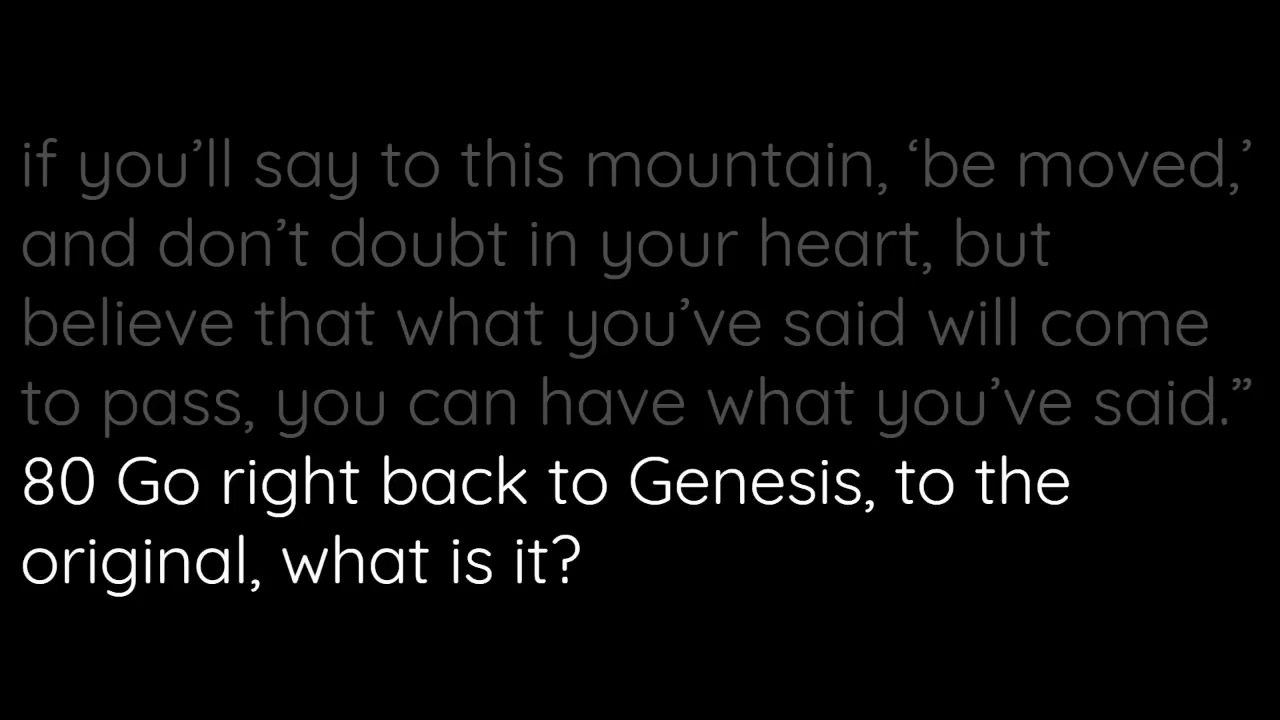 if you’ll say to this mountain, ‘be moved,’
and don’t doubt in your heart, but
believe that what you’ve said will come
to pass, you can have what you’ve said.”
80 Go right back to Genesis, to the
original, what is it?